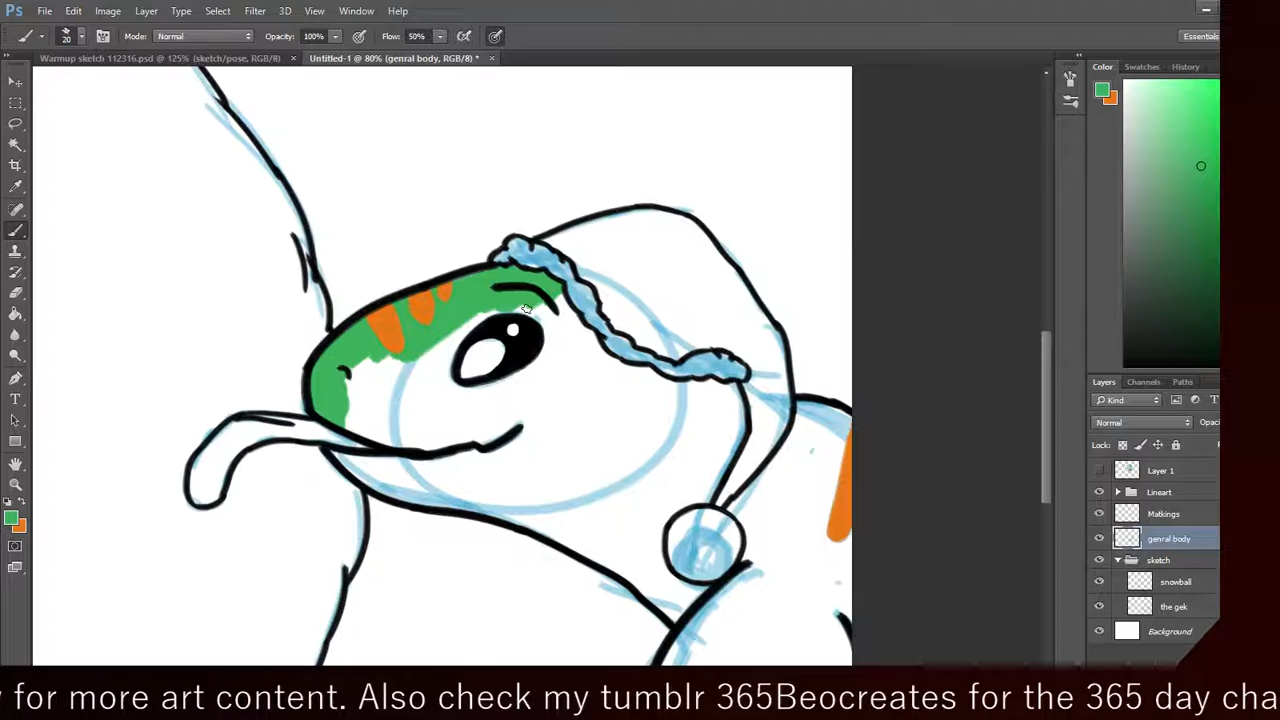 Ps File Edit Image Layer Type Select Filter 3D View Window Help
20 Mode: Normal Opacity: 100% Flow: 50% Essentials
Warmup sketch 112316.psd @ 125% (sketch/pose, RGB/8) × Untitled-1 @ 80% (genral body, RGB/8) * ×
Color Swatches History
Layers Channels Paths
Kind
Normal
Lock:
Layer 1
Lineart
Matkings
genral body
sketch
snowball
the gek
Background
for more art content. Also check my tumblr 365Beocreates for the 365 day cha